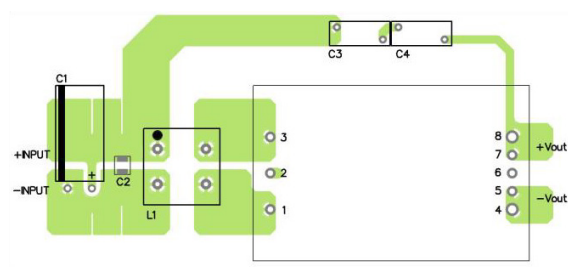 C3 C4
C1
3 8 +Vout
+INPUT 7
+
C2 2 6
-INPUT 5 -Vout
L1 1 4